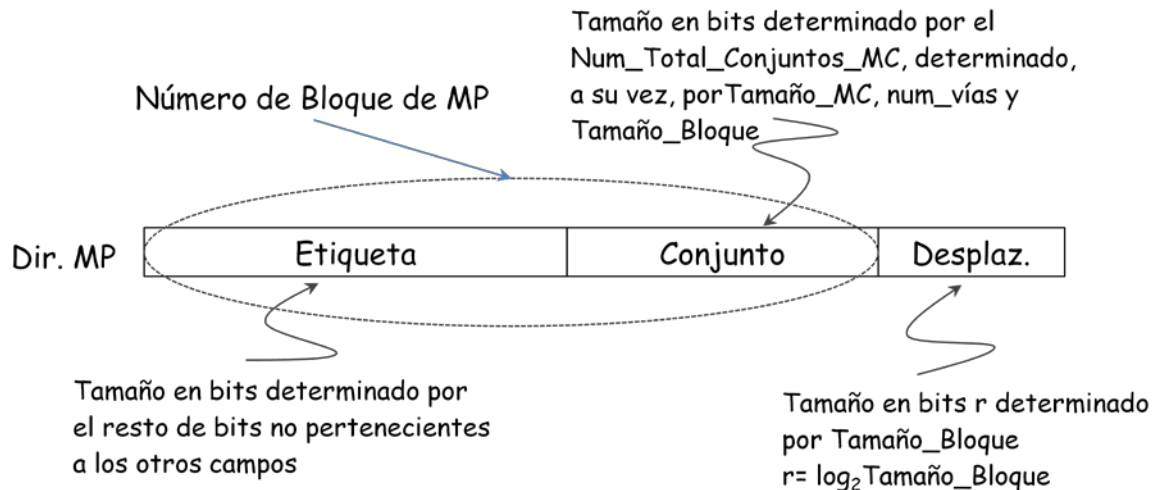 Tamaño en bits determinado por el
Num_Total_Conjuntos_MC, determinado,
a su vez, porTamaño_MC, num_vías y
Tamaño_Bloque
Número de Bloque de MP
Dir. MP
Etiqueta
Conjunto
Desplaz.
Tamaño en bits determinado por
el resto de bits no pertenecientes
a los otros campos
Tamaño en bits r determinado
por Tamaño_Bloque
r= log₂Tamaño_Bloque